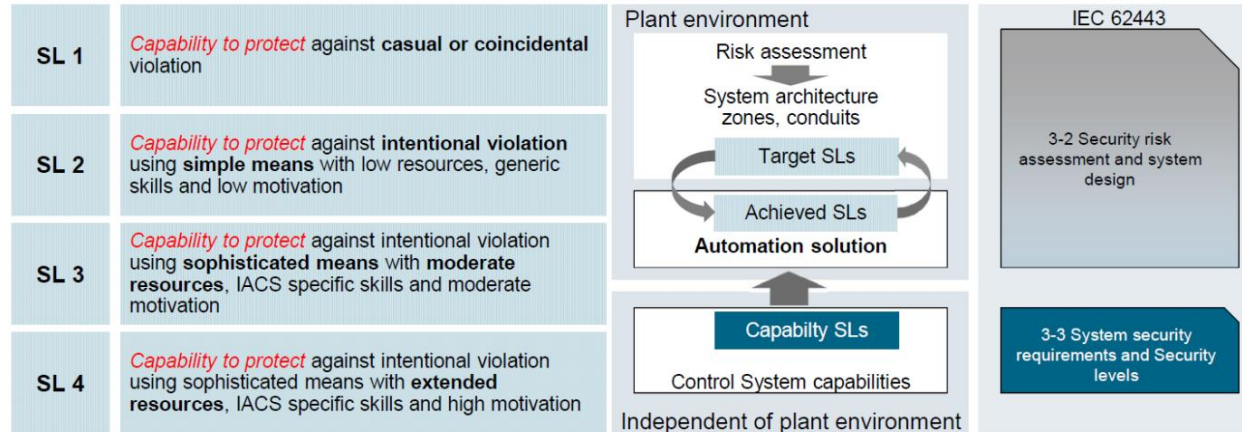 SL 1
Capability to protect against casual or coincidental
violation
SL 2
Capability to protect against intentional violation
using simple means with low resources, generic
skills and low motivation
SL 3
Capability to protect against intentional violation
using sophisticated means with moderate
resources, IACS specific skills and moderate
motivation
SL 4
Capability to protect against intentional violation
using sophisticated means with extended
resources, IACS specific skills and high motivation
Plant environment
Risk assessment
System architecture
zones, conduits
Target SLs
Achieved SLs
Automation solution
Capabilty SLs
Control System capabilities
Independent of plant environment
IEC 62443
3-2 Security risk
assessment and system
design
3-3 System security
requirements and Security
levels